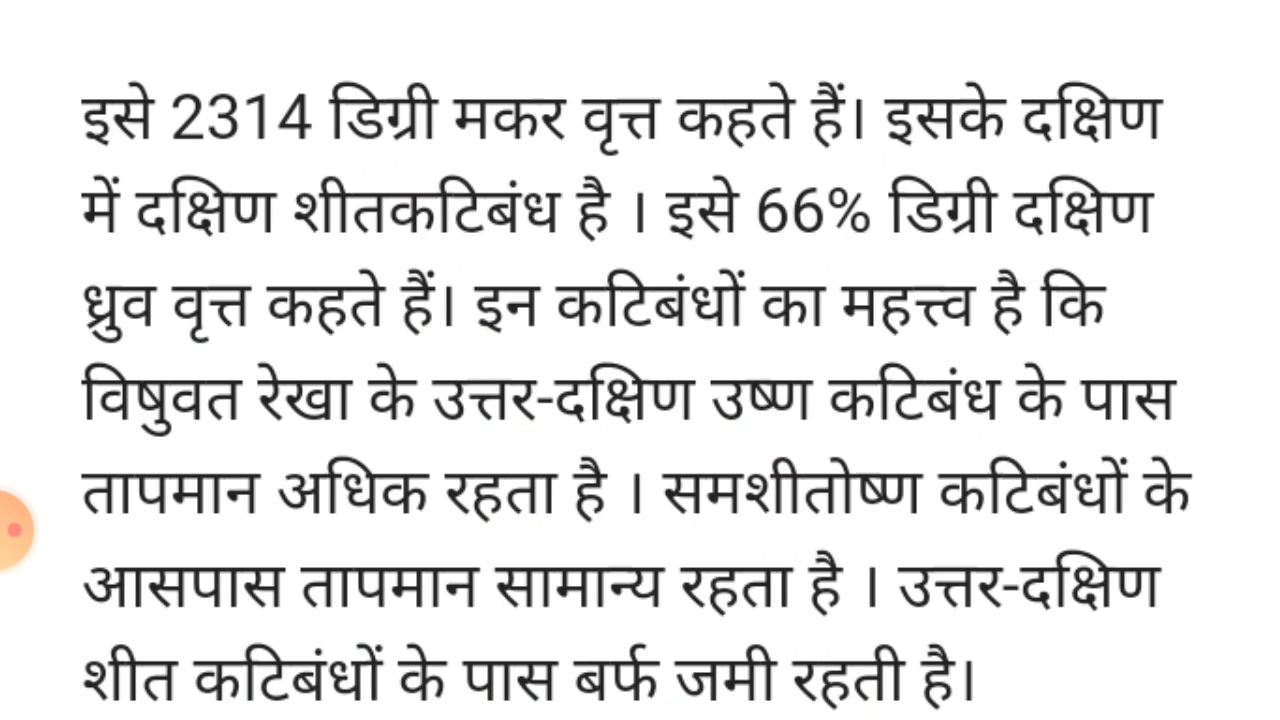 इसे 2314 डिग्री मकर वृत्त कहते हैं। इसके दक्षिण
में दक्षिण शीतकटिबंध है । इसे 66% डिग्री दक्षिण
ध्रुव वृत्त कहते हैं। इन कटिबंधों का महत्त्व है कि
विषुवत रेखा के उत्तर-दक्षिण उष्ण कटिबंध के पास
तापमान अधिक रहता है । समशीतोष्ण कटिबंधों के
आसपास तापमान सामान्य रहता है । उत्तर-दक्षिण
शीत कटिबंधों के पास बर्फ जमी रहती है।